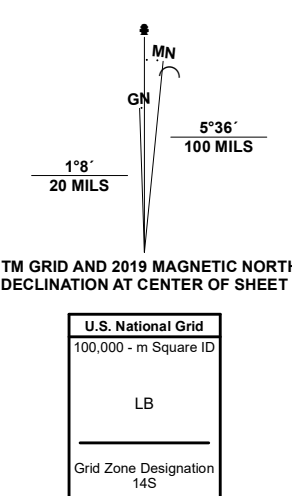 MN
GN
5°36´
100 MILS
1°8´
20 MILS
TM GRID AND 2019 MAGNETIC NORTH
DECLINATION AT CENTER OF SHEET
U.S. National Grid
100,000 - m Square ID
LB
Grid Zone Designation
14S